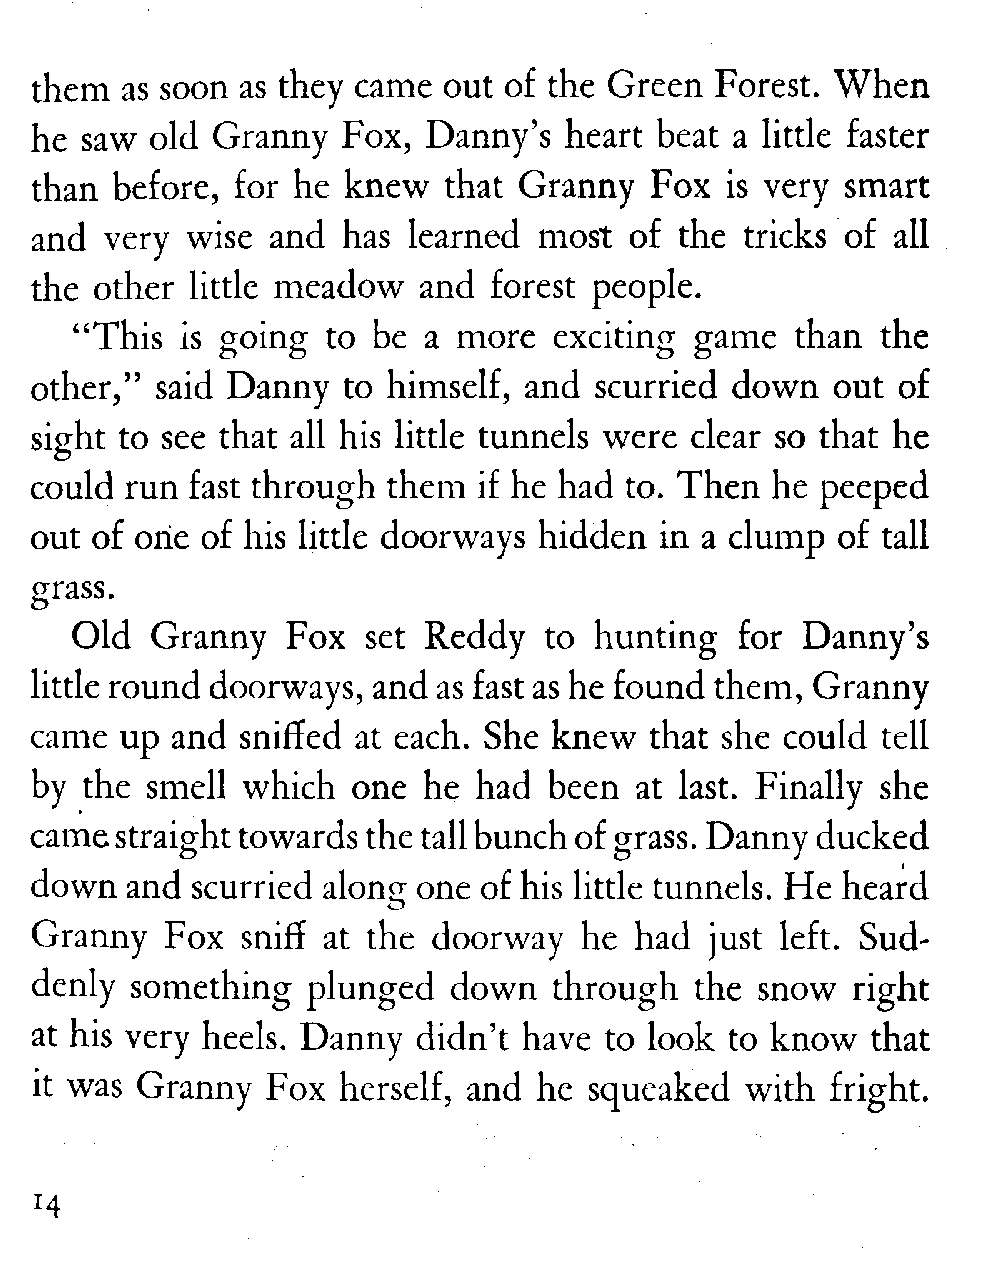 them as soon as they came out of the Green Forest. When
he saw old Granny Fox, Danny's heart beat a little faster
than before, for he knew that Granny Fox is very smart
and very wise and has learned most of the tricks of all
the other little meadow and forest people.
“This is going to be a more exciting game than the
other,” said Danny to himself, and scurried down out of
sight to see that all his little tunnels were clear so that he
could run fast through them if he had to. Then he peeped
out of one of his little doorways hidden in a clump of tall
grass.
Old Granny Fox set Reddy to hunting for Danny's
little round doorways, and as fast as he found them, Granny
came up and sniffed at each. She knew that she could tell
by the smell which one he had been at last. Finally she
came straight towards the tall bunch of grass. Danny ducked
down and scurried along one of his little tunnels. He heard
Granny Fox sniff at the doorway he had just left. Sud-
denly something plunged down through the snow right
at his very heels. Danny didn't have to look to know that
it was Granny Fox herself, and he squeaked with fright.
14